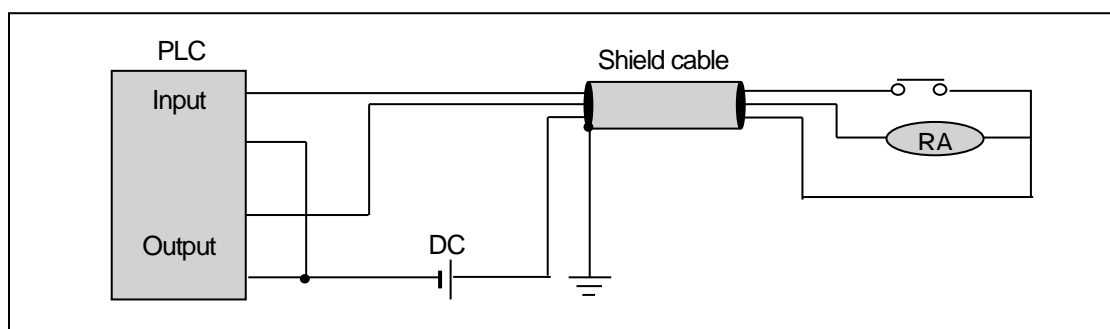 PLC
Shield cable
Input
RA
Output
DC